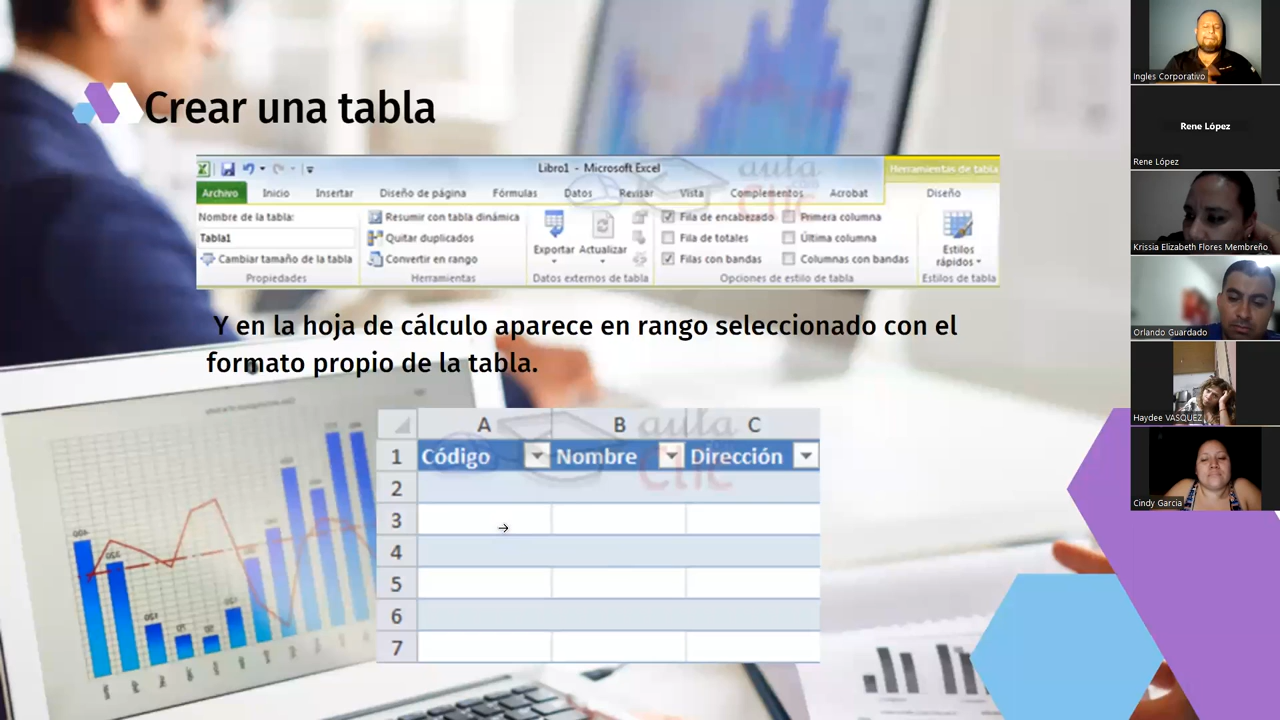 Crear una tabla
Libro1 - Microsoft Excel
Herramientas de tabla
Archivo Inicio Insertar Diseño de página Fórmulas Datos Revisar Vista Complementos Acrobat Diseño
Nombre de la tabla:
Tabla1
Cambiar tamaño de la tabla
Propiedades
Resumir con tabla dinámica
Quitar duplicados
Convertir en rango
Herramientas
Exportar Actualizar
Datos externos de tabla
Fila de encabezado Primera columna
Fila de totales Última columna
Filas con bandas Columnas con bandas
Opciones de estilo de tabla
Estilos
rápidos
Estilos de tabla
aula
Clic
Y en la hoja de cálculo aparece en rango seleccionado con el
formato propio de la tabla.
aula
Clic
A B C
1 Código Nombre Dirección
2
3
4
5
6
7
Ingles Corporativo
Rene López
Rene López
Krissia Elizabeth Flores Membreño
Orlando Guardado
Haydee VASQUEZ
Cindy Garcia